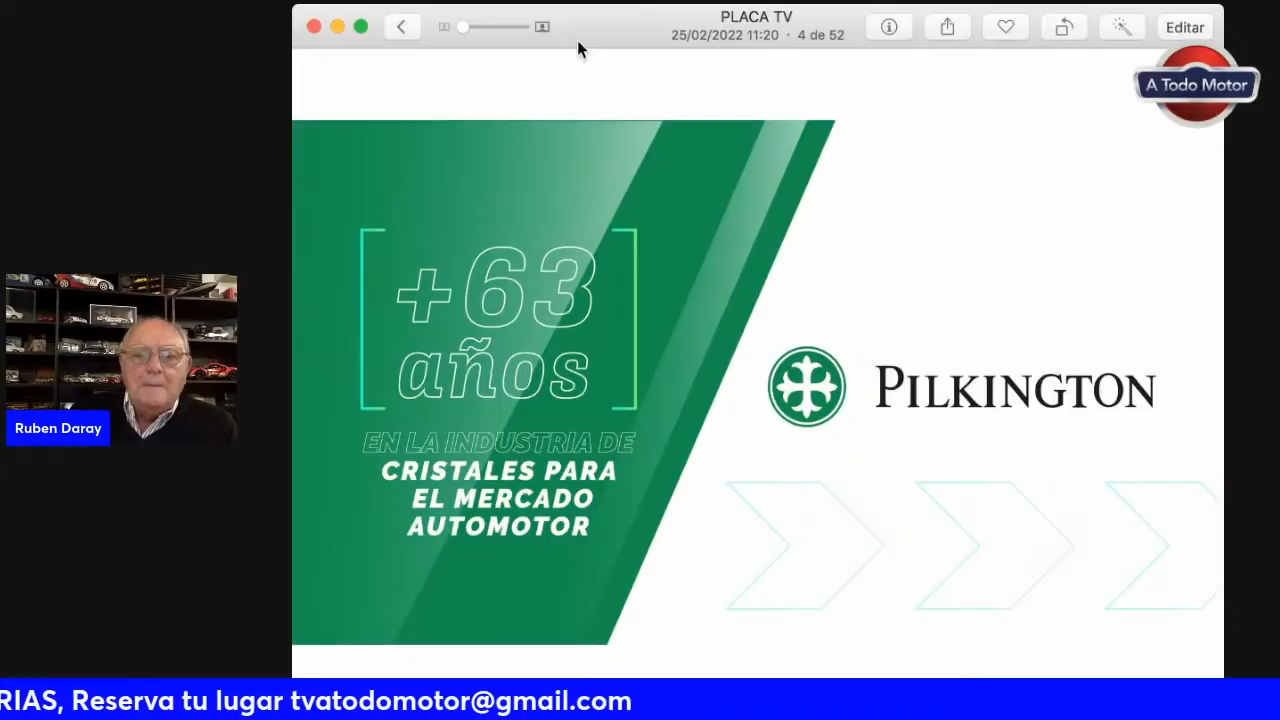 PLACA TV
25/02/2022 11:20 · 4 de 52
Editar
A Todo Motor
+63
años
EN LA INDUSTRIA DE
CRISTALES PARA
EL MERCADO
AUTOMOTOR
PILKINGTON
Ruben Daray
RIAS, Reserva tu lugar tvatodomotor@gmail.com